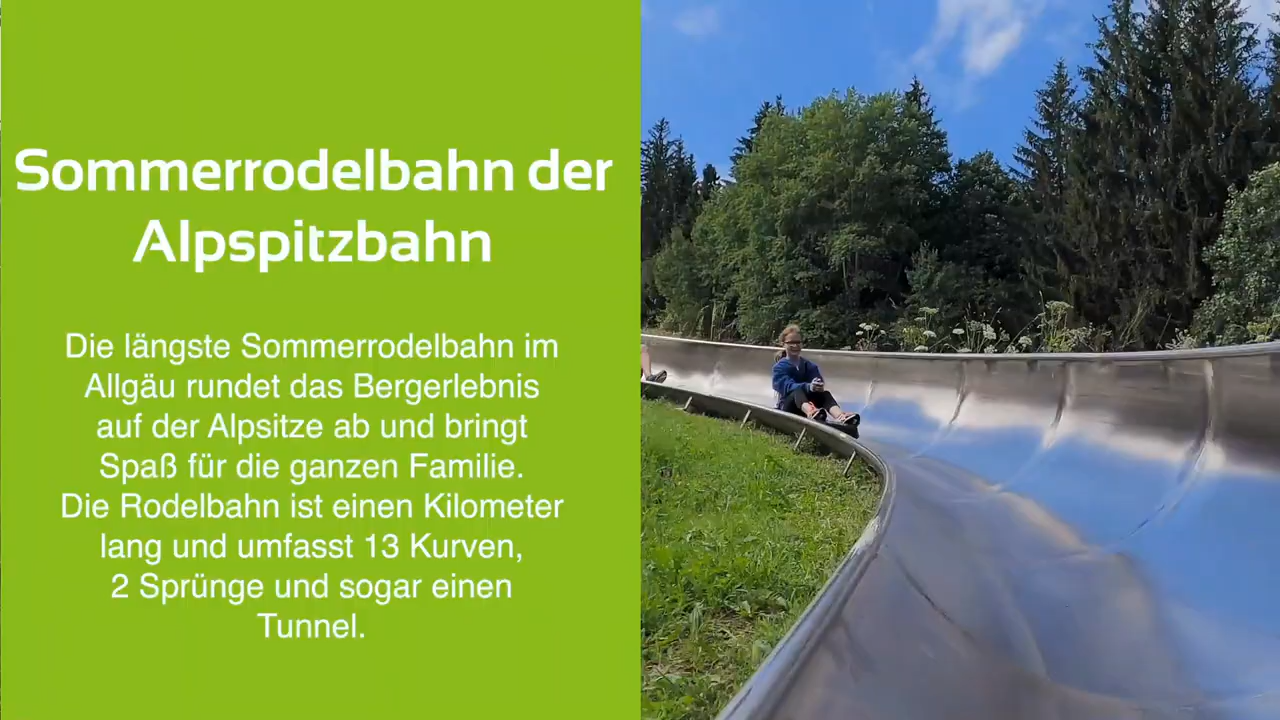 Sommerrodelbahn der
Alpspitzbahn
Die längste Sommerrodelbahn im
Allgäu rundet das Bergerlebnis
auf der Alpsitze ab und bringt
Spaß für die ganzen Familie.
Die Rodelbahn ist einen Kilometer
lang und umfasst 13 Kurven,
2 Sprünge und sogar einen
Tunnel.